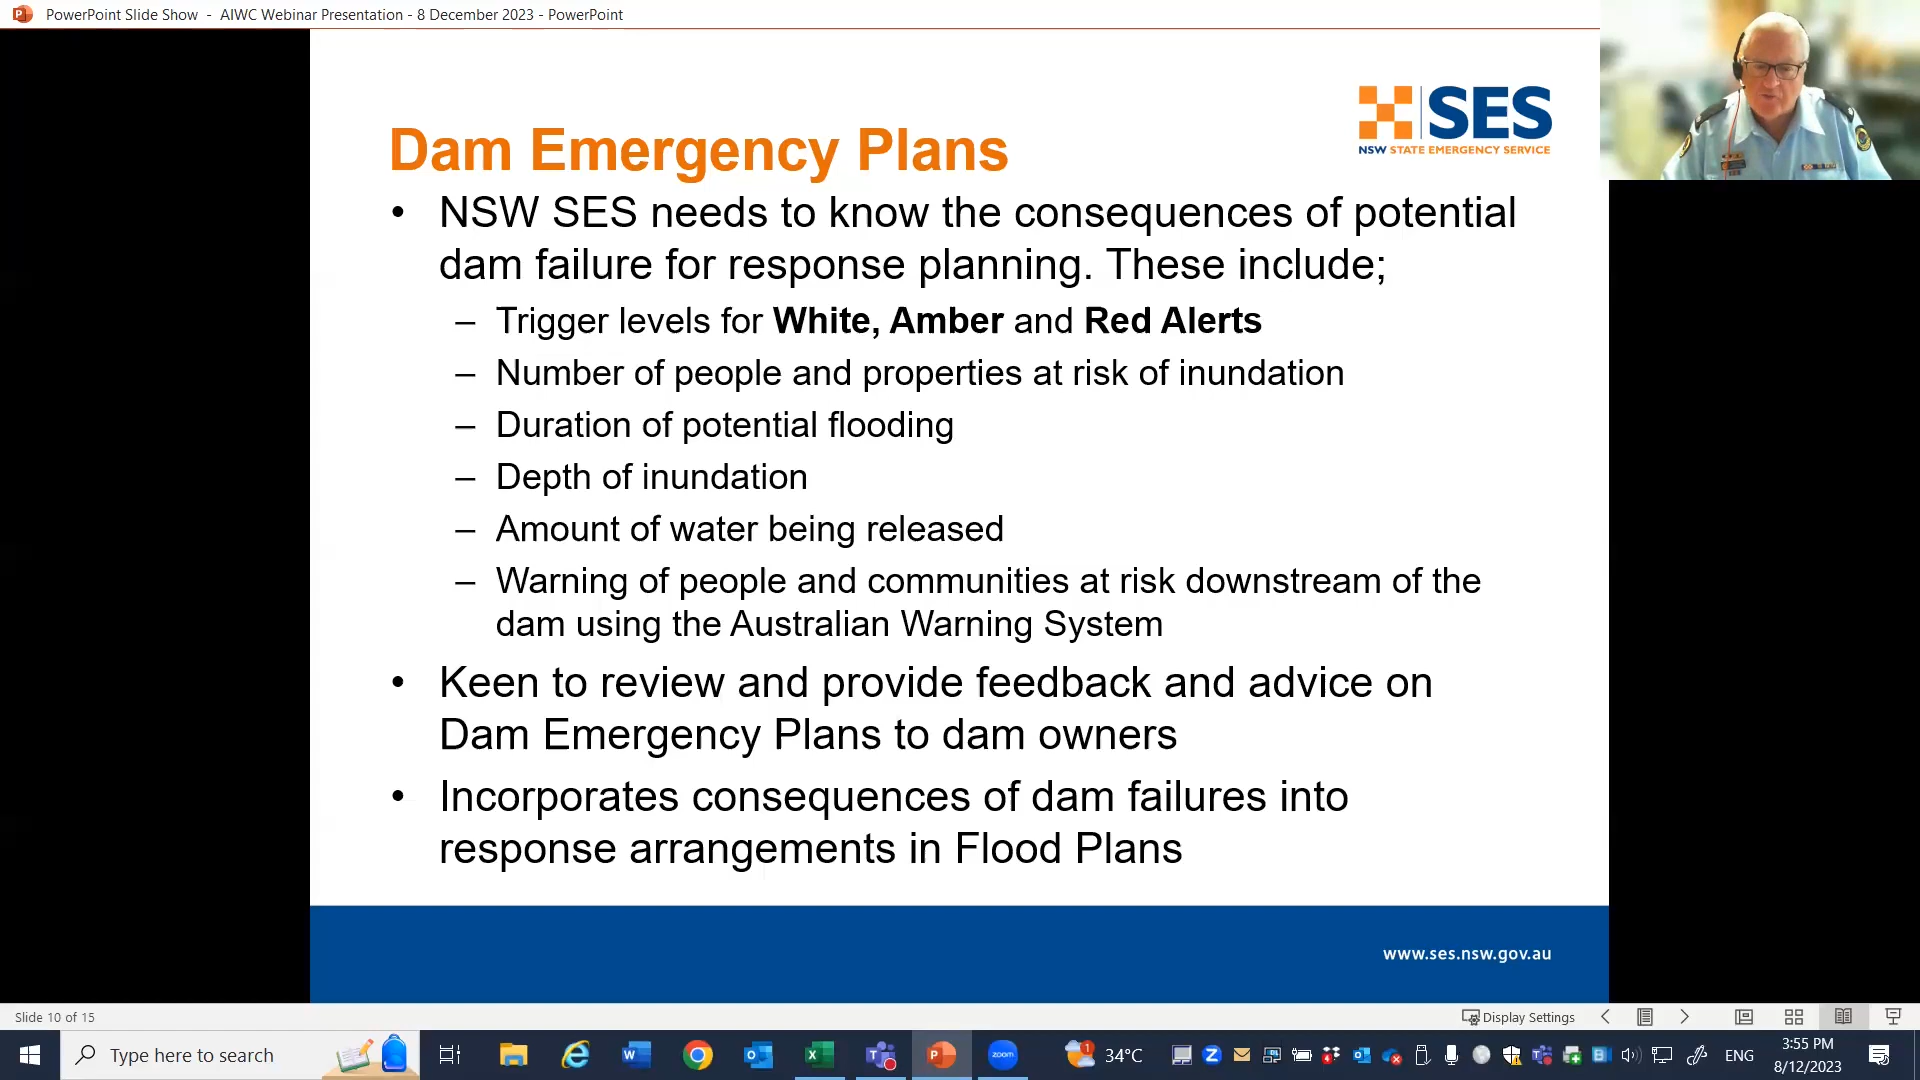 PowerPoint Slide Show - AIWC Webinar Presentation - 8 December 2023 - PowerPoint
SES
NSW STATE EMERGENCY SERVICE
Dam Emergency Plans
• NSW SES needs to know the consequences of potential
dam failure for response planning. These include;
– Trigger levels for White, Amber and Red Alerts
– Number of people and properties at risk of inundation
– Duration of potential flooding
– Depth of inundation
– Amount of water being released
– Warning of people and communities at risk downstream of the
dam using the Australian Warning System
• Keen to review and provide feedback and advice on
Dam Emergency Plans to dam owners
• Incorporates consequences of dam failures into
response arrangements in Flood Plans
www.ses.nsw.gov.au
Slide 10 of 15
Display Settings
Type here to search
zoom
1
34°C
ENG
3:55 PM
8/12/2023